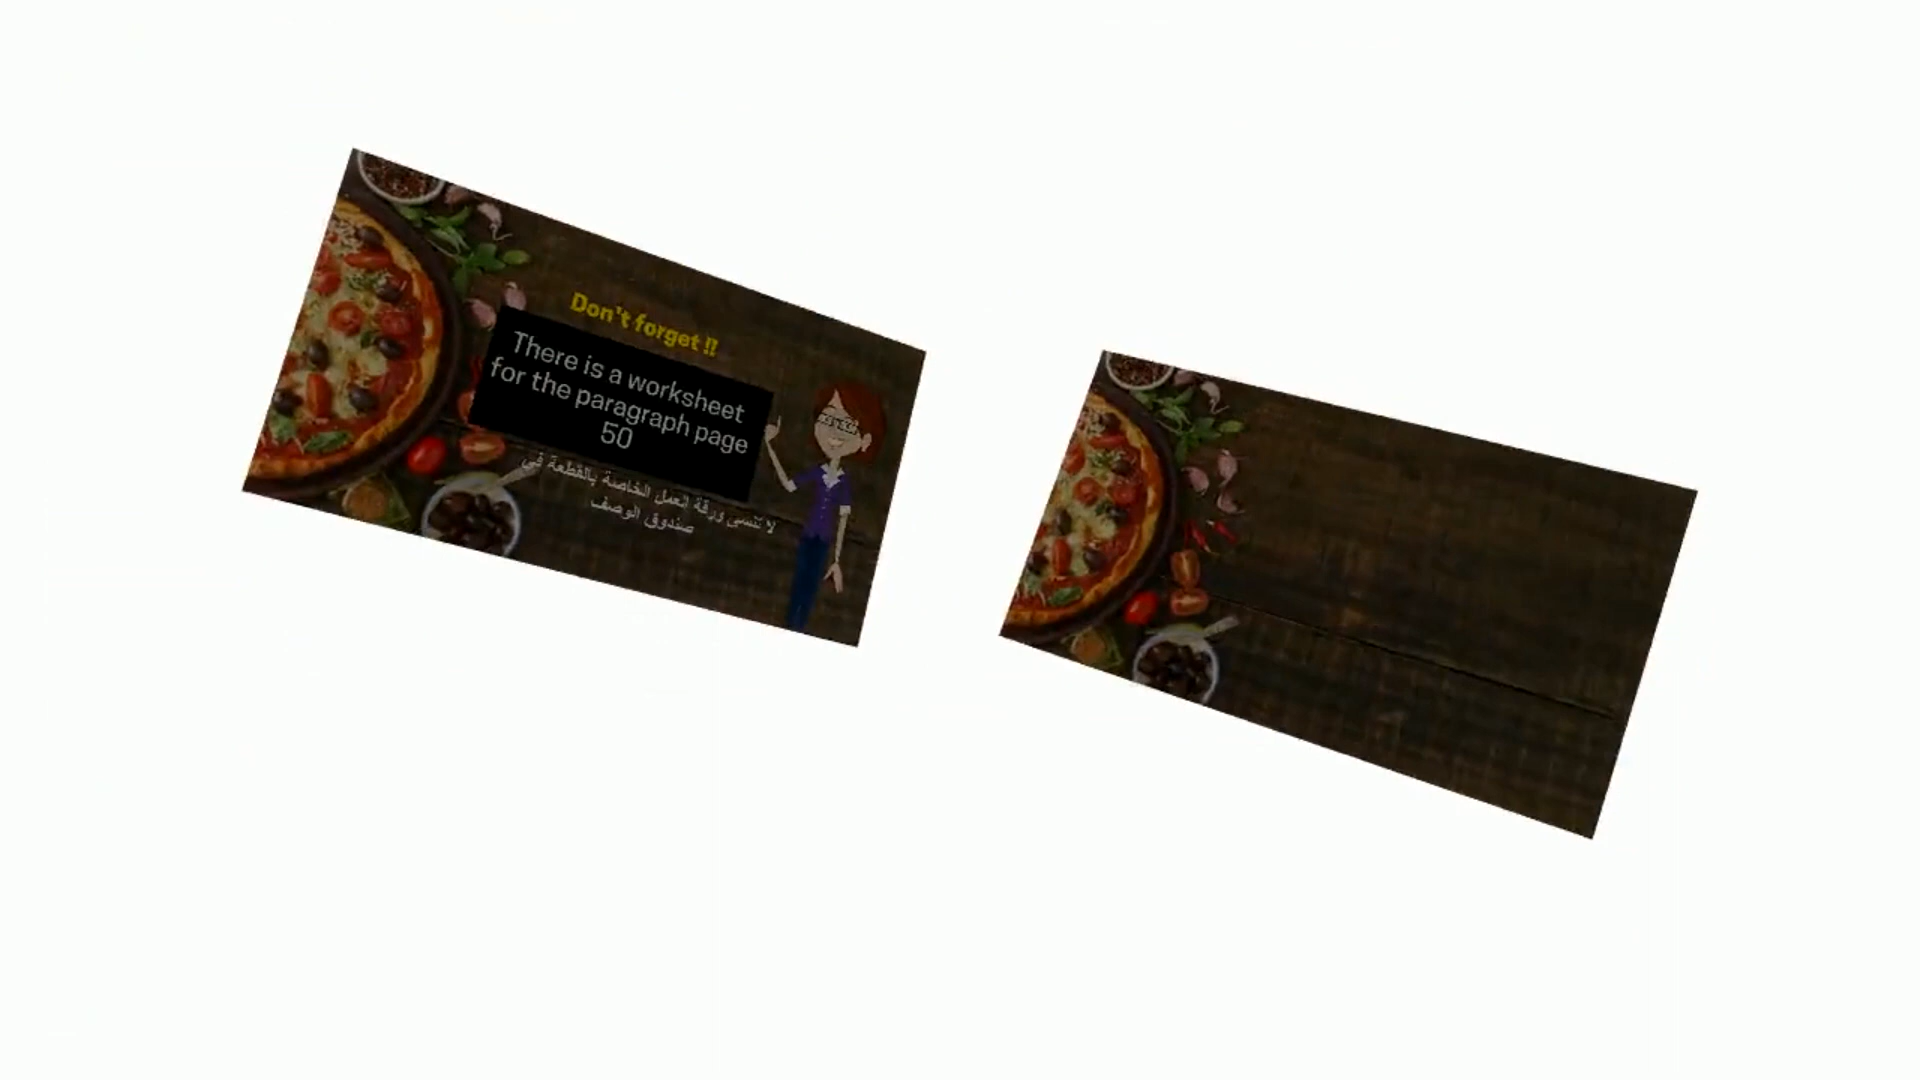 Don't forget !!
There is a worksheet
for the paragraph page
50
لا تنسى ورقة العمل الخاصة بالقطعة في
صندوق الوصف